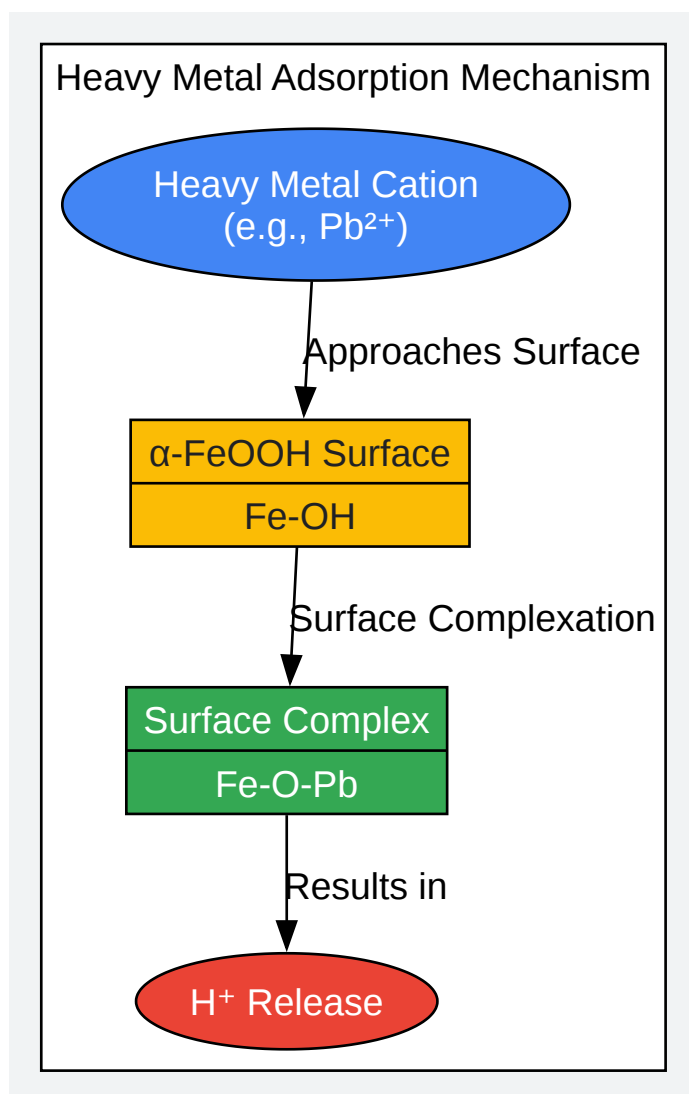 Heavy Metal Adsorption Mechanism
Heavy Metal Cation
(e.g., Pb²⁺)
Approaches Surface
α-FeOOH Surface
Fe-OH
Surface Complexation
Surface Complex
Fe-O-Pb
Results in
H⁺ Release